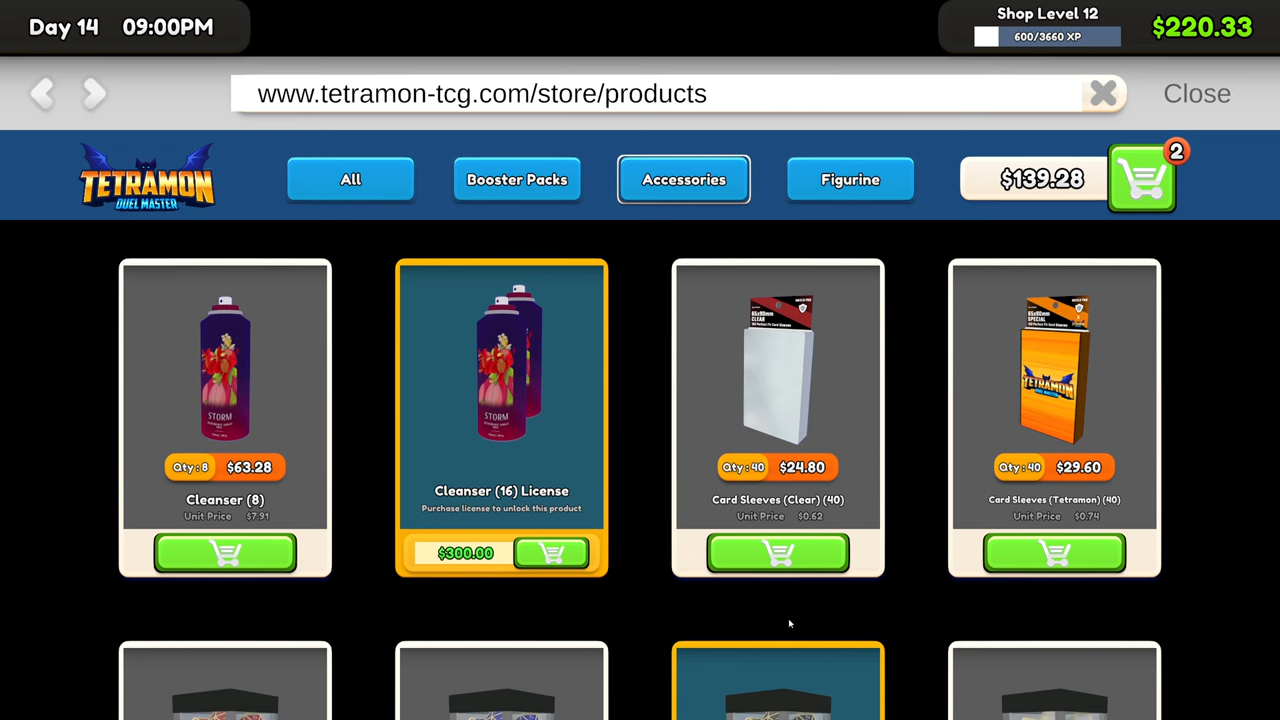 Day 14 09:00PM
Shop Level 12
600/3660 XP
$220.33
www.tetramon-tcg.com/store/products
Close
TETRAMON
DUEL MASTER
All
Booster Packs
Accessories
Figurine
$139.28
2
STORM
STORM
65x90mm
CLEAR
65x90mm
SPECIAL
TETRAMON
Qty : 8 $63.28
Cleanser (8)
Unit Price $7.91
Cleanser (16) License
Purchase license to unlock this product
$300.00
Qty : 40 $24.80
Card Sleeves (Clear) (40)
Unit Price $0.62
Qty : 40 $29.60
Card Sleeves (Tetramon) (40)
Unit Price $0.74